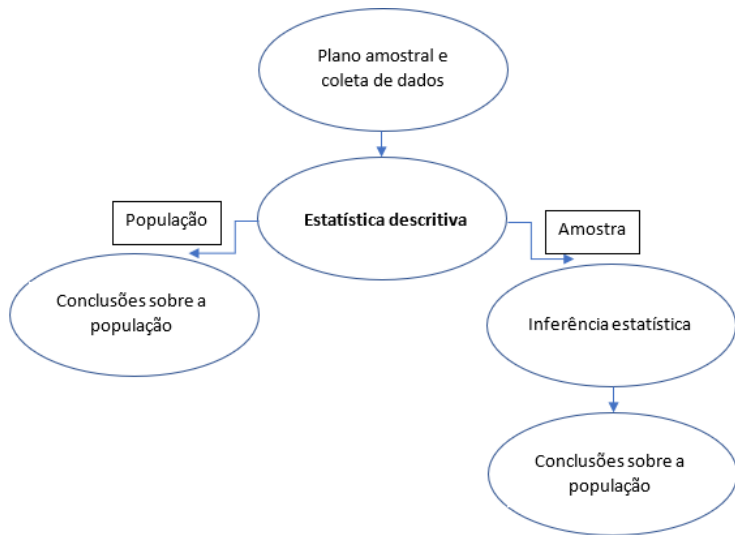 Plano amostral e
coleta de dados
Estatística descritiva
População
Amostra
Conclusões sobre a
população
Inferência estatística
Conclusões sobre a
população